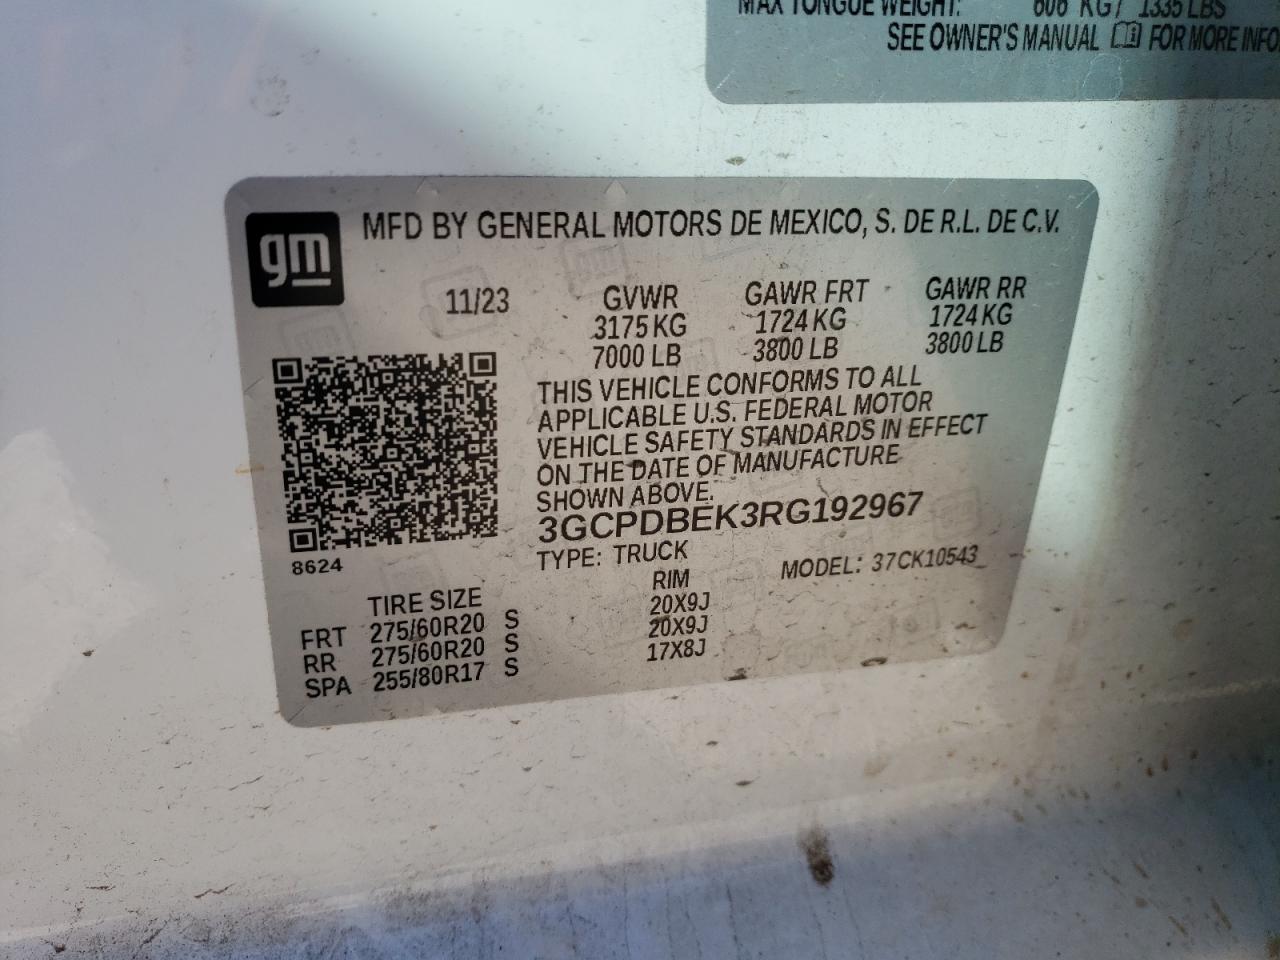 MAX TONGUE WEIGHT: 606 KG / 1335 LBS
SEE OWNER'S MANUAL FOR MORE INFO
gm
MFD BY GENERAL MOTORS DE MEXICO, S. DE R.L. DE C.V.
11/23 GVWR GAWR FRT GAWR RR
3175 KG 1724 KG 1724 KG
7000 LB 3800 LB 3800 LB
THIS VEHICLE CONFORMS TO ALL
APPLICABLE U.S. FEDERAL MOTOR
VEHICLE SAFETY STANDARDS IN EFFECT
ON THE DATE OF MANUFACTURE
SHOWN ABOVE.
3GCPDBEK3RG192967
8624
TYPE: TRUCK MODEL: 37CK10543_
TIRE SIZE RIM
FRT 275/60R20 S 20X9J
RR 275/60R20 S 20X9J
SPA 255/80R17 S 17X8J